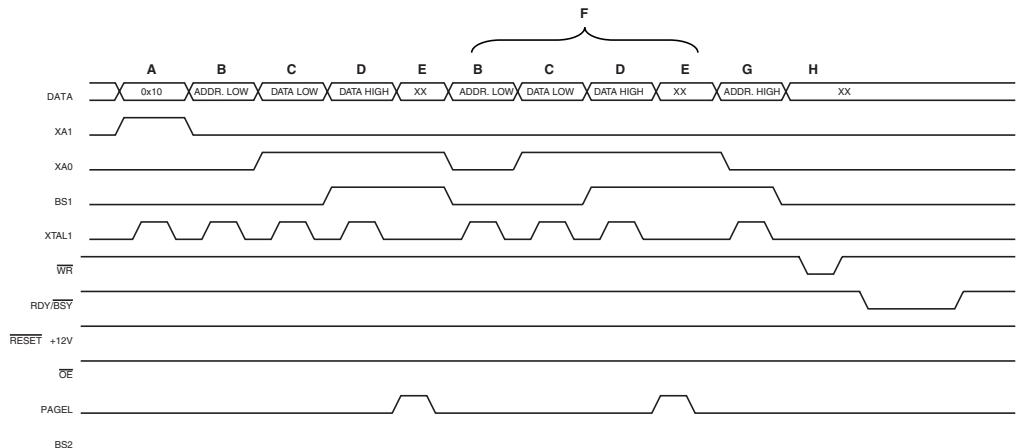 F
A B C D E B C D E G H
DATA 0x10 ADDR. LOW DATA LOW DATA HIGH XX ADDR. LOW DATA LOW DATA HIGH XX ADDR. HIGH XX
XA1
XA0
BS1
XTAL1
WR
RDY/BSY
RESET +12V
OE
PAGEL
BS2